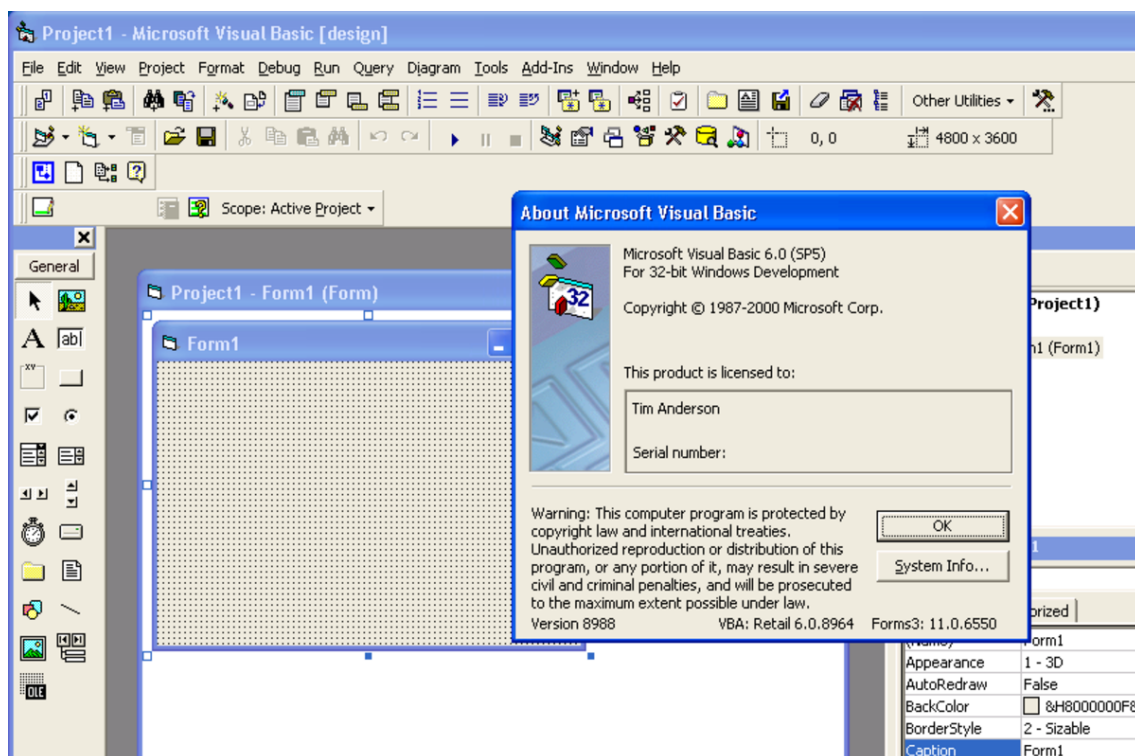 Project1 - Microsoft Visual Basic [design]
File Edit View Project Format Debug Run Query Diagram Tools Add-Ins Window Help
Other Utilities
0, 0 4800 x 3600
Scope: Active Project
General
A ab|
XY
OLE
Project1 - Form1 (Form)
Form1
About Microsoft Visual Basic
32
Microsoft Visual Basic 6.0 (SP5)
For 32-bit Windows Development
Copyright © 1987-2000 Microsoft Corp.
This product is licensed to:
Tim Anderson
Serial number:
Warning: This computer program is protected by
copyright law and international treaties.
Unauthorized reproduction or distribution of this
program, or any portion of it, may result in severe
civil and criminal penalties, and will be prosecuted
to the maximum extent possible under law.
OK
System Info...
Version 8988 VBA: Retail 6.0.8964 Forms3: 11.0.6550
Project1)
m1 (Form1)
1
orized
(Name) Form1
Appearance 1 - 3D
AutoRedraw False
BackColor &H8000000F&
BorderStyle 2 - Sizable
Caption Form1